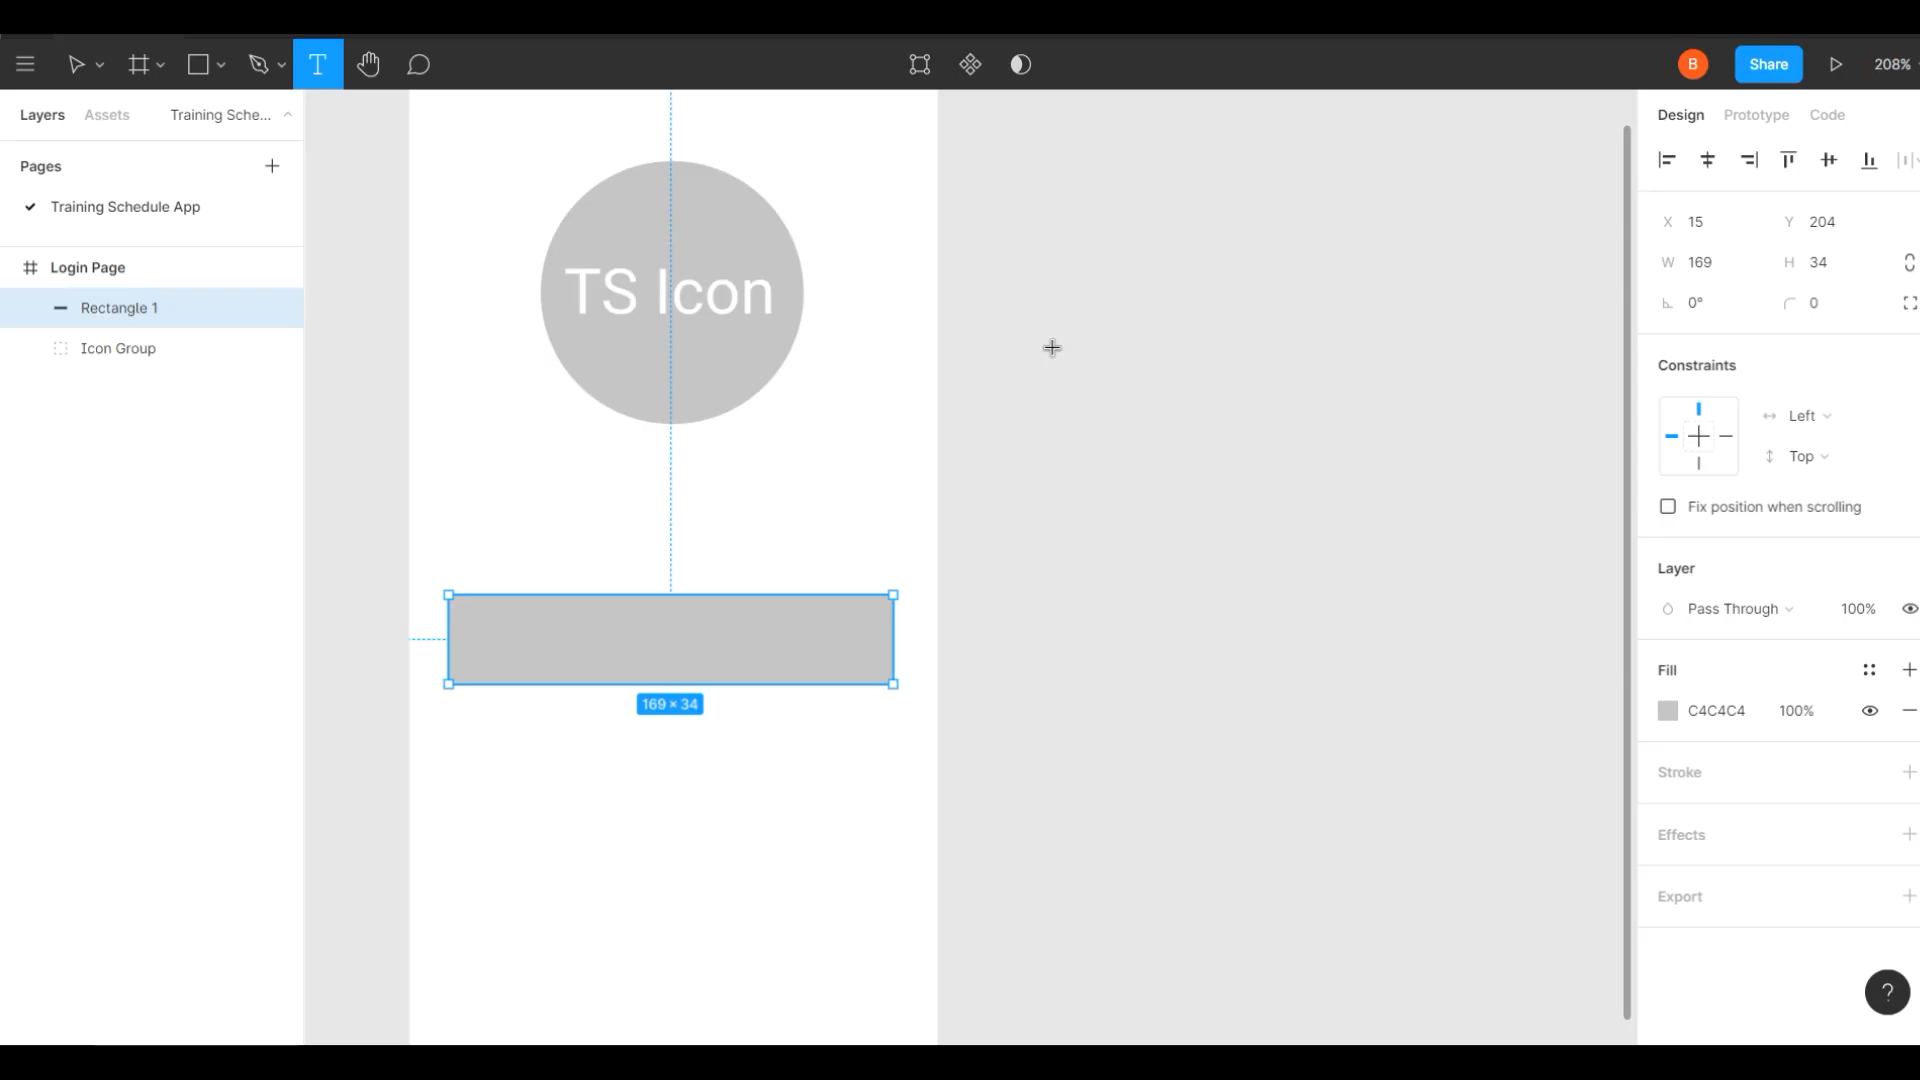 T
B
Share
208%
Layers
Assets
Training Sche...
Design
Prototype
Code
Pages
Training Schedule App
X 15
Y 204
Login Page
W 169
H 34
Rectangle 1
0°
0
TS Icon
Icon Group
Constraints
Left
Top
Fix position when scrolling
Layer
Pass Through
100%
Fill
169 × 34
C4C4C4
100%
Stroke
Effects
Export
?